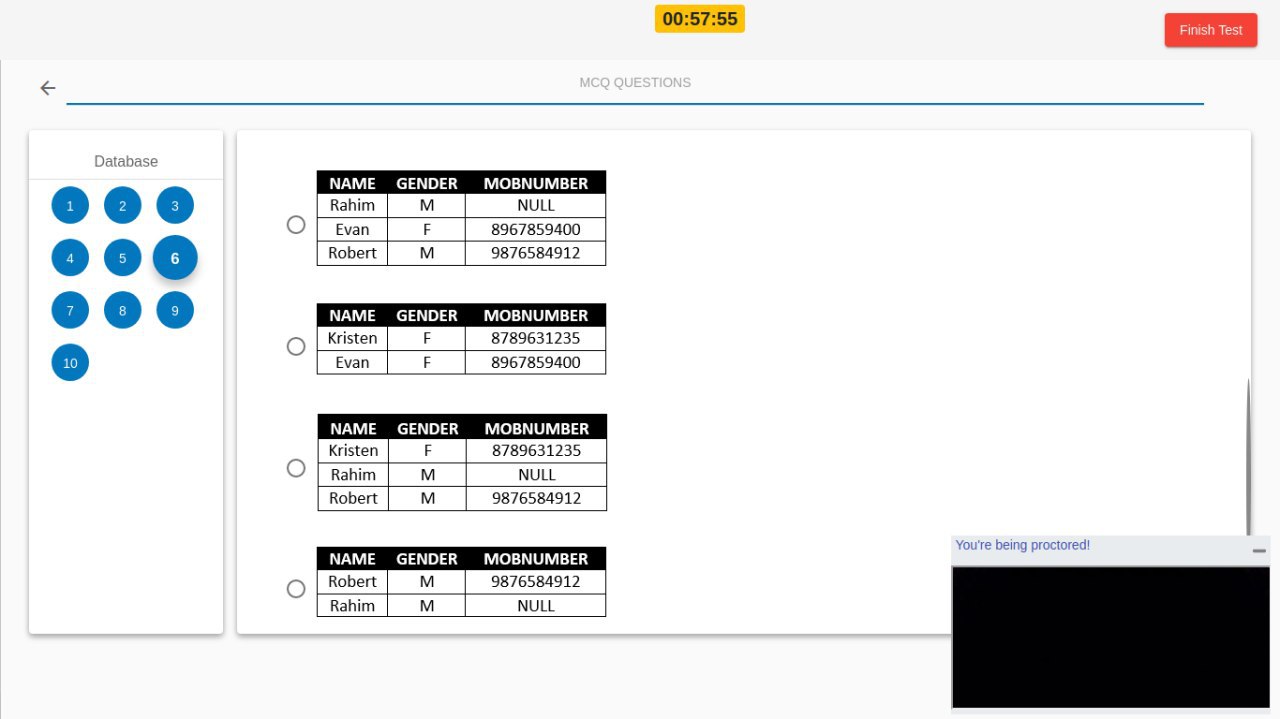 00:57:55
Finish Test
MCQ QUESTIONS
Database
1 2 3
4 5 6
7 8 9
10
NAME GENDER MOBNUMBER
Rahim M NULL
Evan F 8967859400
Robert M 9876584912
NAME GENDER MOBNUMBER
Kristen F 8789631235
Evan F 8967859400
NAME GENDER MOBNUMBER
Kristen F 8789631235
Rahim M NULL
Robert M 9876584912
NAME GENDER MOBNUMBER
Robert M 9876584912
Rahim M NULL
You're being proctored!